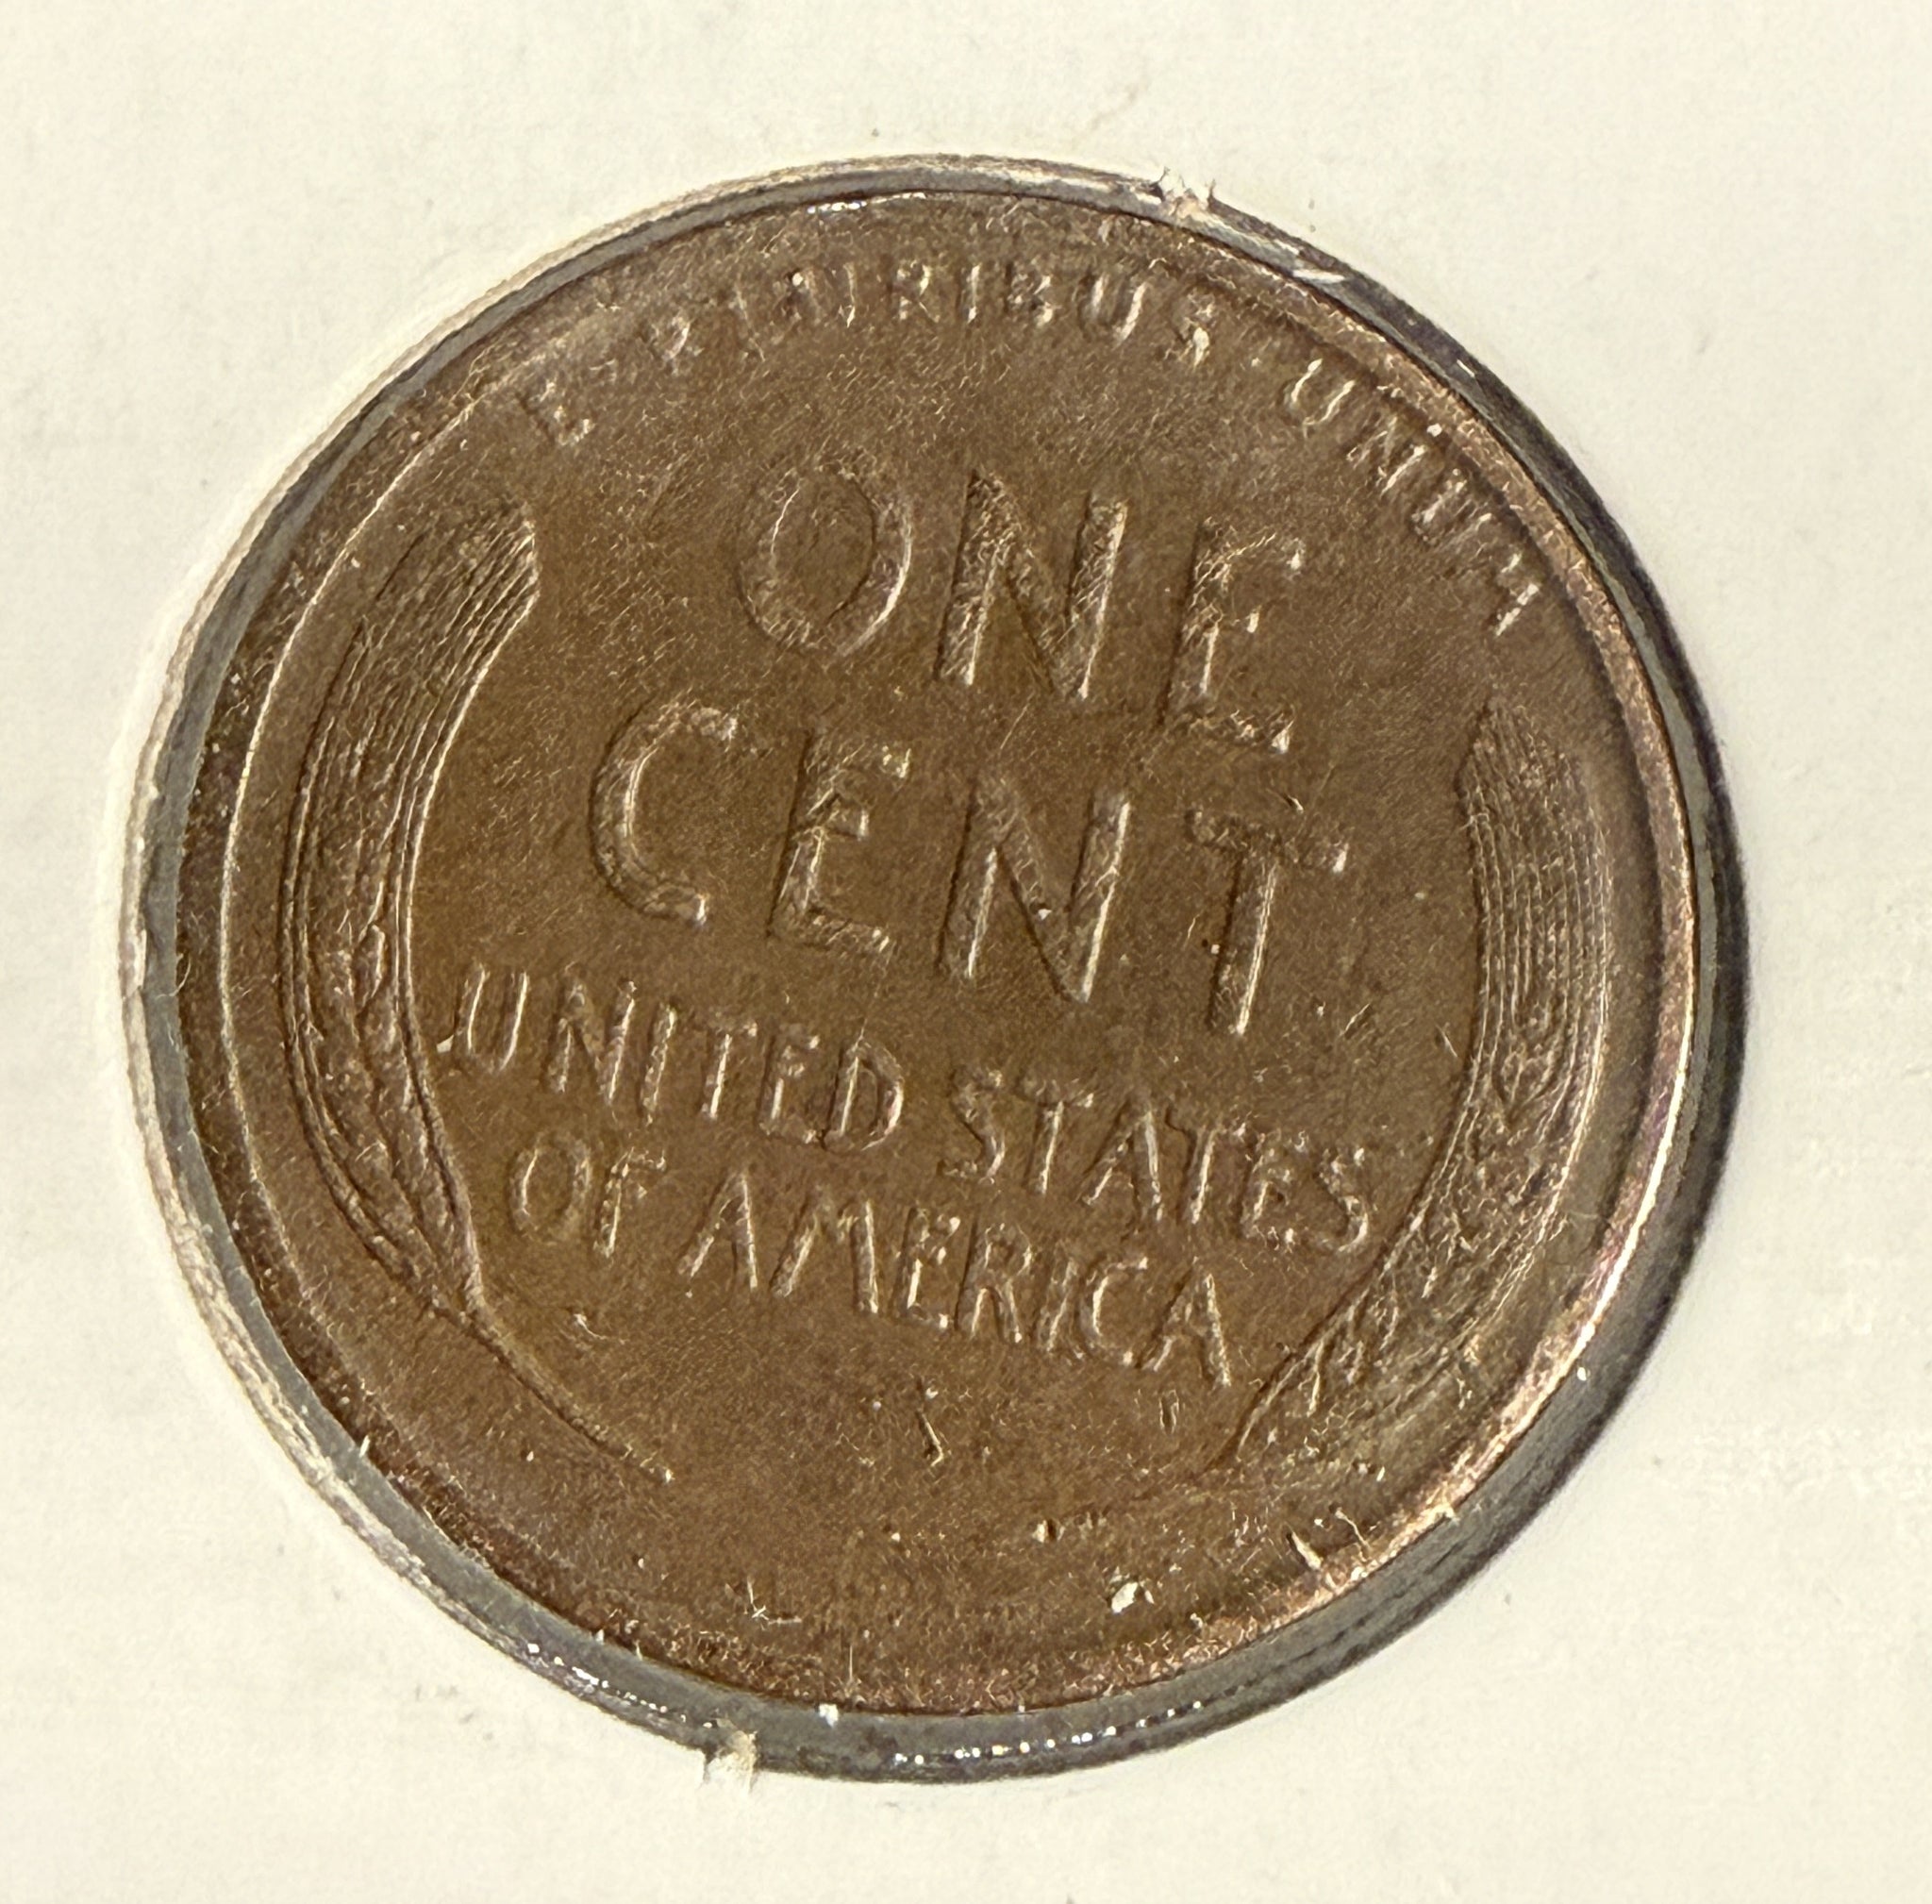 E·PLURIBUS·UNUM
ONE
CENT
UNITED STATES
OF AMERICA